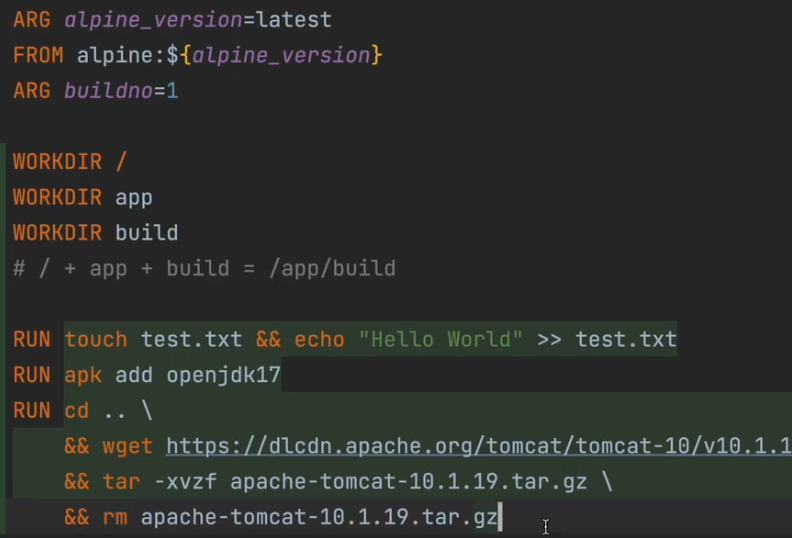 ARG alpine_version=latest
FROM alpine:${alpine_version}
ARG buildno=1
WORKDIR /
WORKDIR app
WORKDIR build
# / + app + build = /app/build
RUN touch test.txt && echo "Hello World" >> test.txt
RUN apk add openjdk17
RUN cd .. \
&& wget https://dlcdn.apache.org/tomcat/tomcat-10/v10.1.1
&& tar -xvzf apache-tomcat-10.1.19.tar.gz \
&& rm apache-tomcat-10.1.19.tar.gz